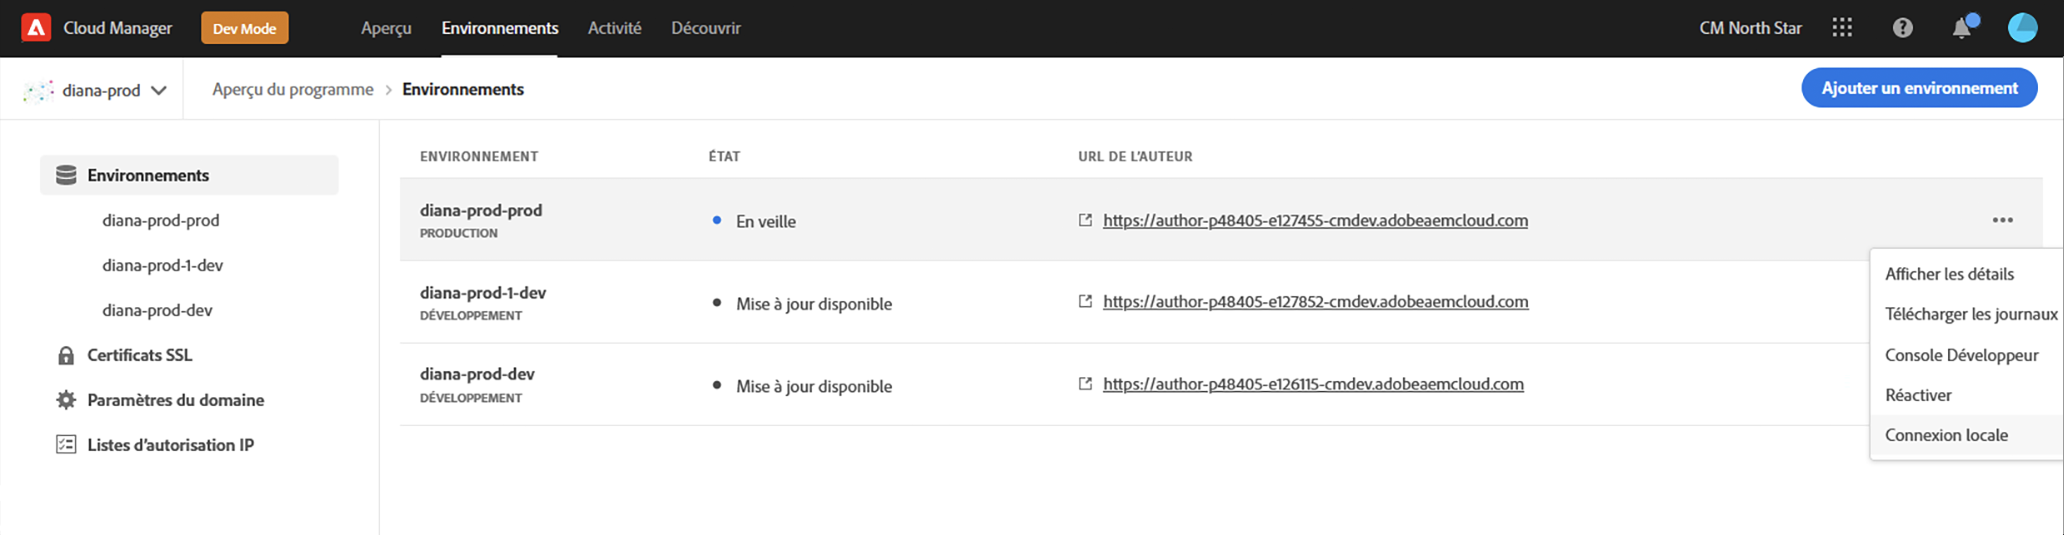 Cloud Manager Dev Mode Aperçu Environnements Activité Découvrir CM North Star
diana-prod Aperçu du programme > Environnements Ajouter un environnement
Environnements
diana-prod-prod
diana-prod-1-dev
diana-prod-dev
Certificats SSL
Paramètres du domaine
Listes d'autorisation IP
ENVIRONNEMENT ÉTAT URL DE L'AUTEUR
diana-prod-prod
PRODUCTION
En veille
https://author-p48405-e127455-cmdev.adobeaemcloud.com
diana-prod-1-dev
DÉVELOPPEMENT
Mise à jour disponible
https://author-p48405-e127852-cmdev.adobeaemcloud.com
diana-prod-dev
DÉVELOPPEMENT
Mise à jour disponible
https://author-p48405-e126115-cmdev.adobeaemcloud.com
Afficher les détails
Télécharger les journaux
Console Développeur
Réactiver
Connexion locale